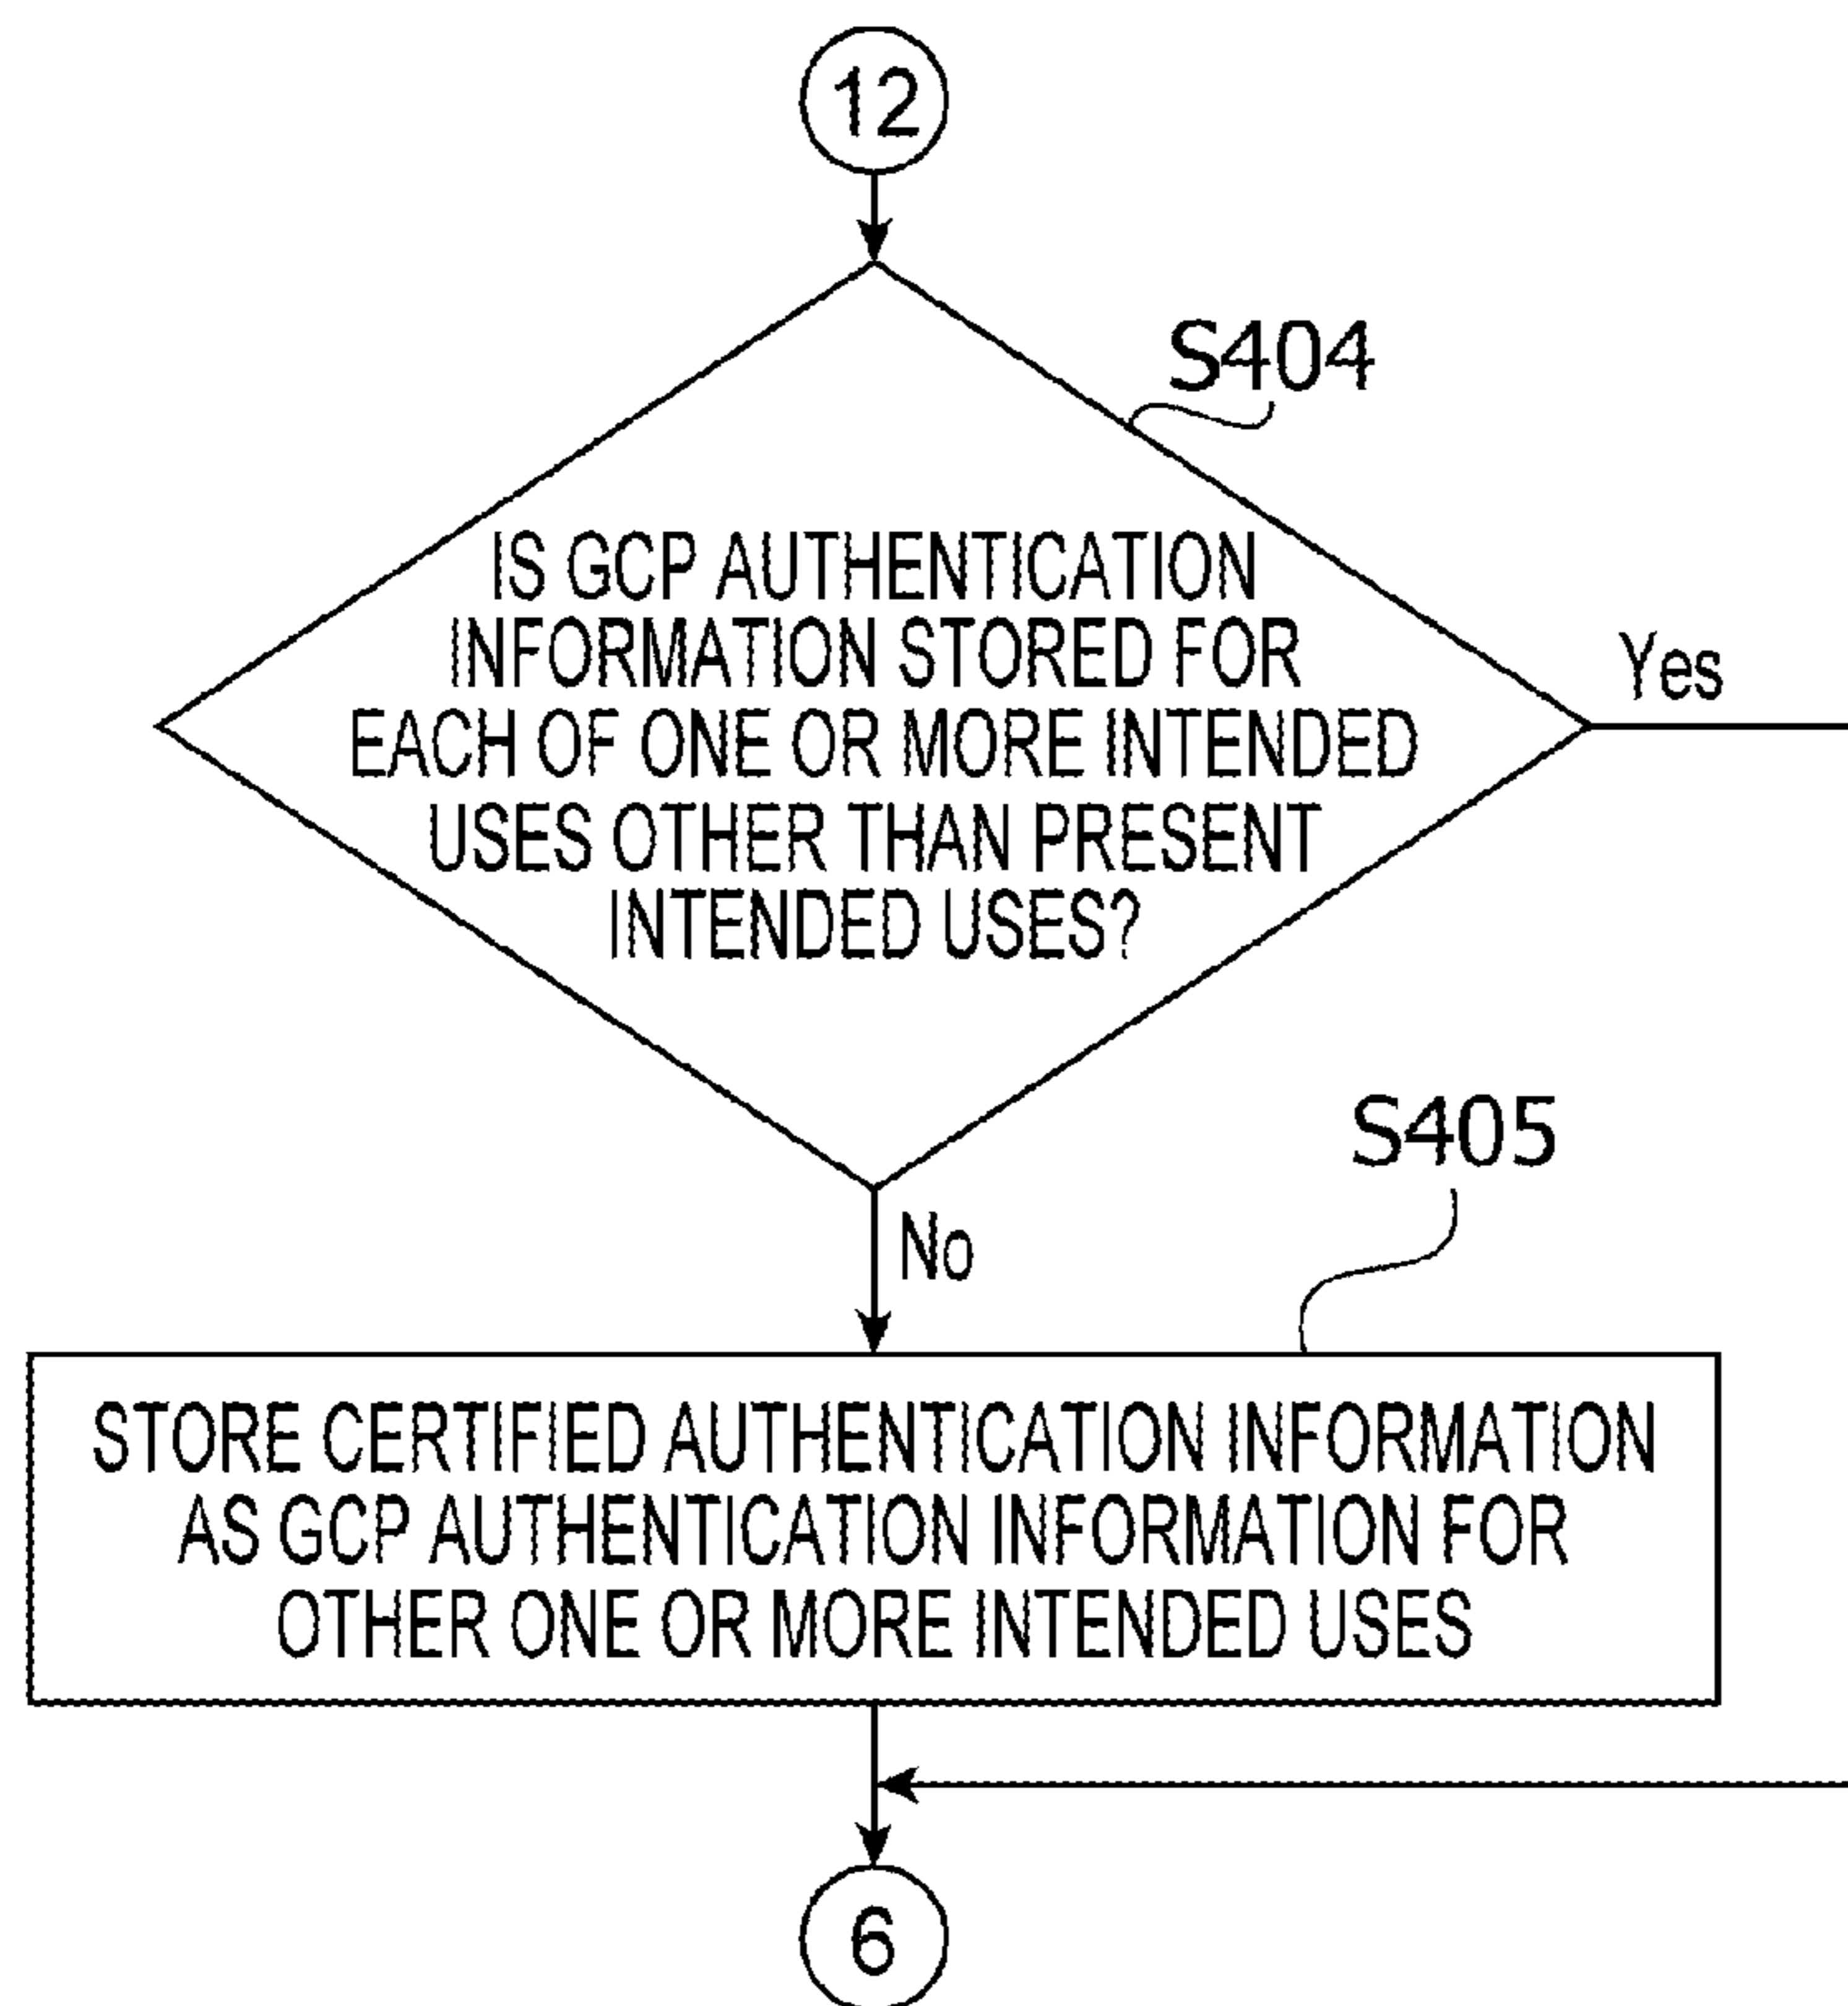 12
S404
IS GCP AUTHENTICATION
INFORMATION STORED FOR
EACH OF ONE OR MORE INTENDED
USES OTHER THAN PRESENT
INTENDED USES?
Yes
No
S405
STORE CERTIFIED AUTHENTICATION INFORMATION
AS GCP AUTHENTICATION INFORMATION FOR
OTHER ONE OR MORE INTENDED USES
6